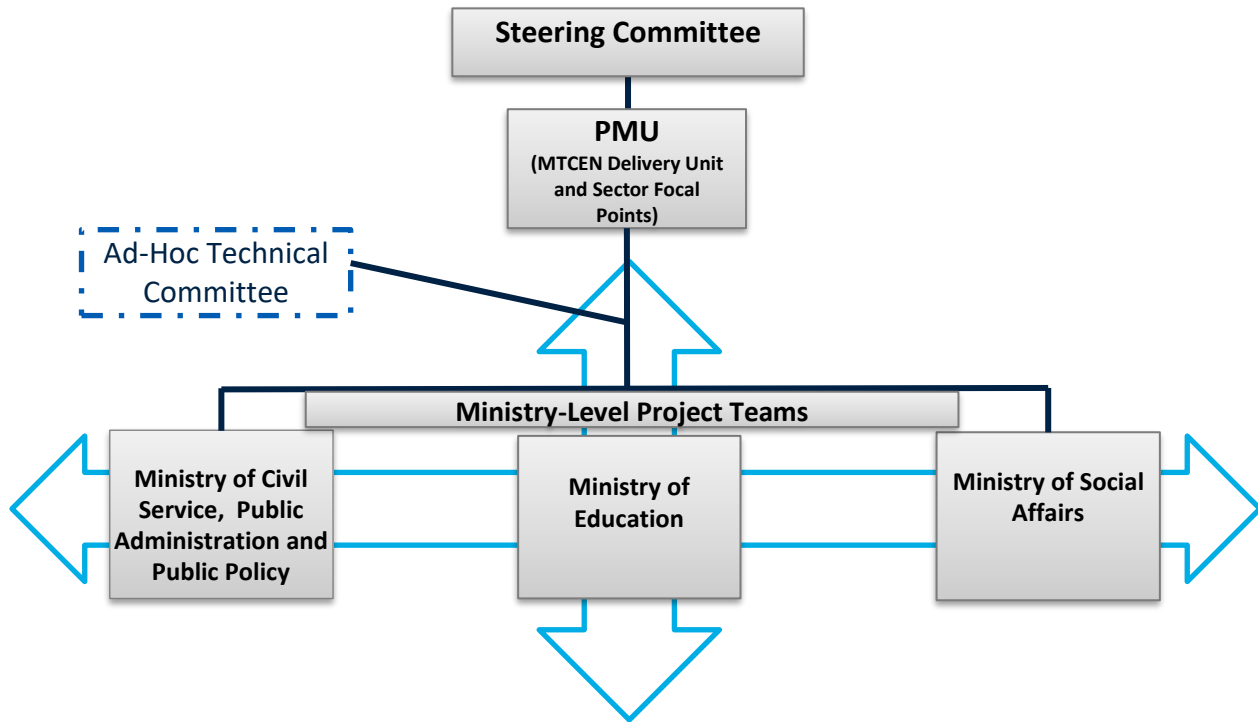 Steering Committee
PMU
(MTCEN Delivery Unit
and Sector Focal
Points)
Ad-Hoc Technical
Committee
Ministry-Level Project Teams
Ministry of Civil
Service, Public
Administration and
Public Policy
Ministry of
Education
Ministry of Social
Affairs